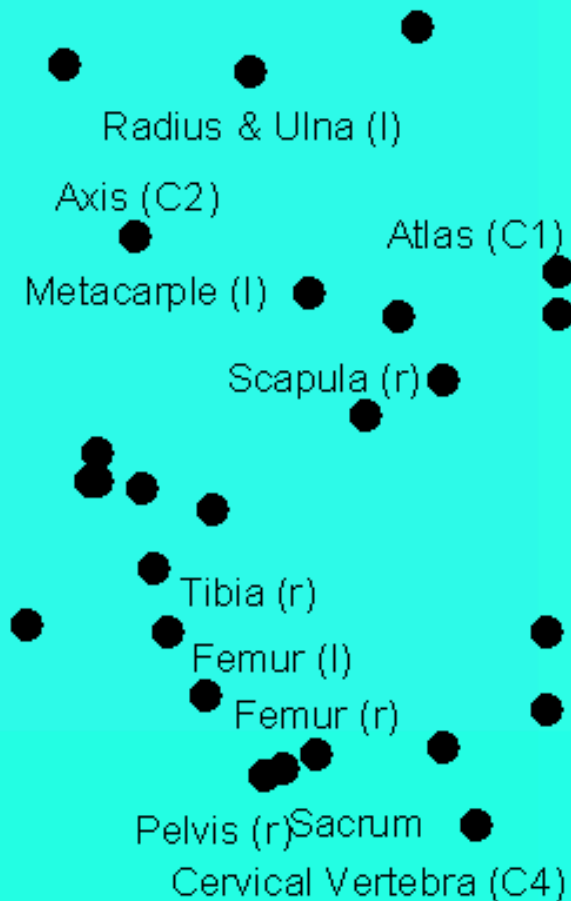 Radius & Ulna (l)
Axis (C2)
Atlas (C1)
Metacarple (l)
Scapula (r)
Tibia (r)
Femur (l)
Femur (r)
Pelvis (r)
Sacrum
Cervical Vertebra (C4)